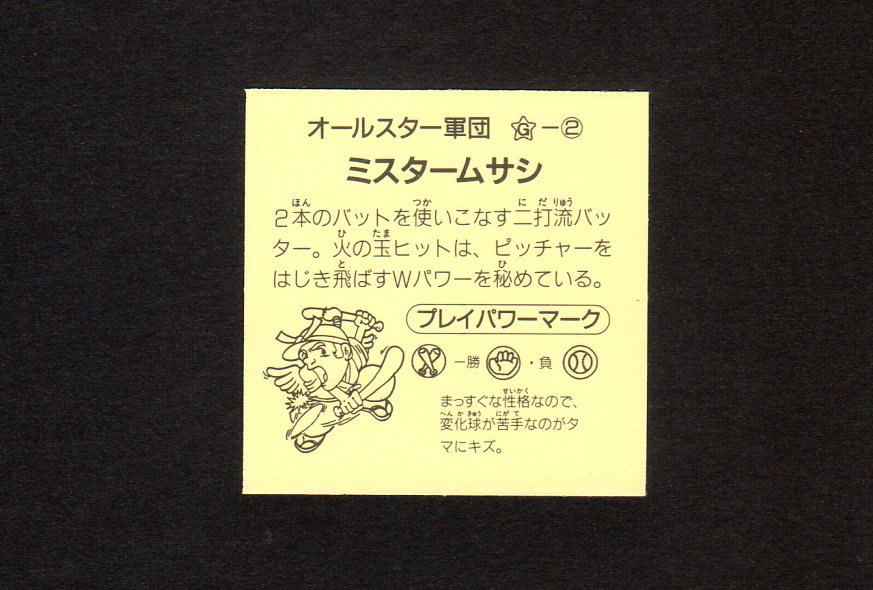 オールスター軍団 G-②
ミスタームサシ
2本のバットを使いこなす二打流バッ
ター。火の玉ヒットは、ピッチャーを
はじき飛ばすWパワーを秘めている。
プレイパワーマーク
一勝 ・負
まっすぐな性格なので、
変化球が苦手なのがタ
マにキズ。